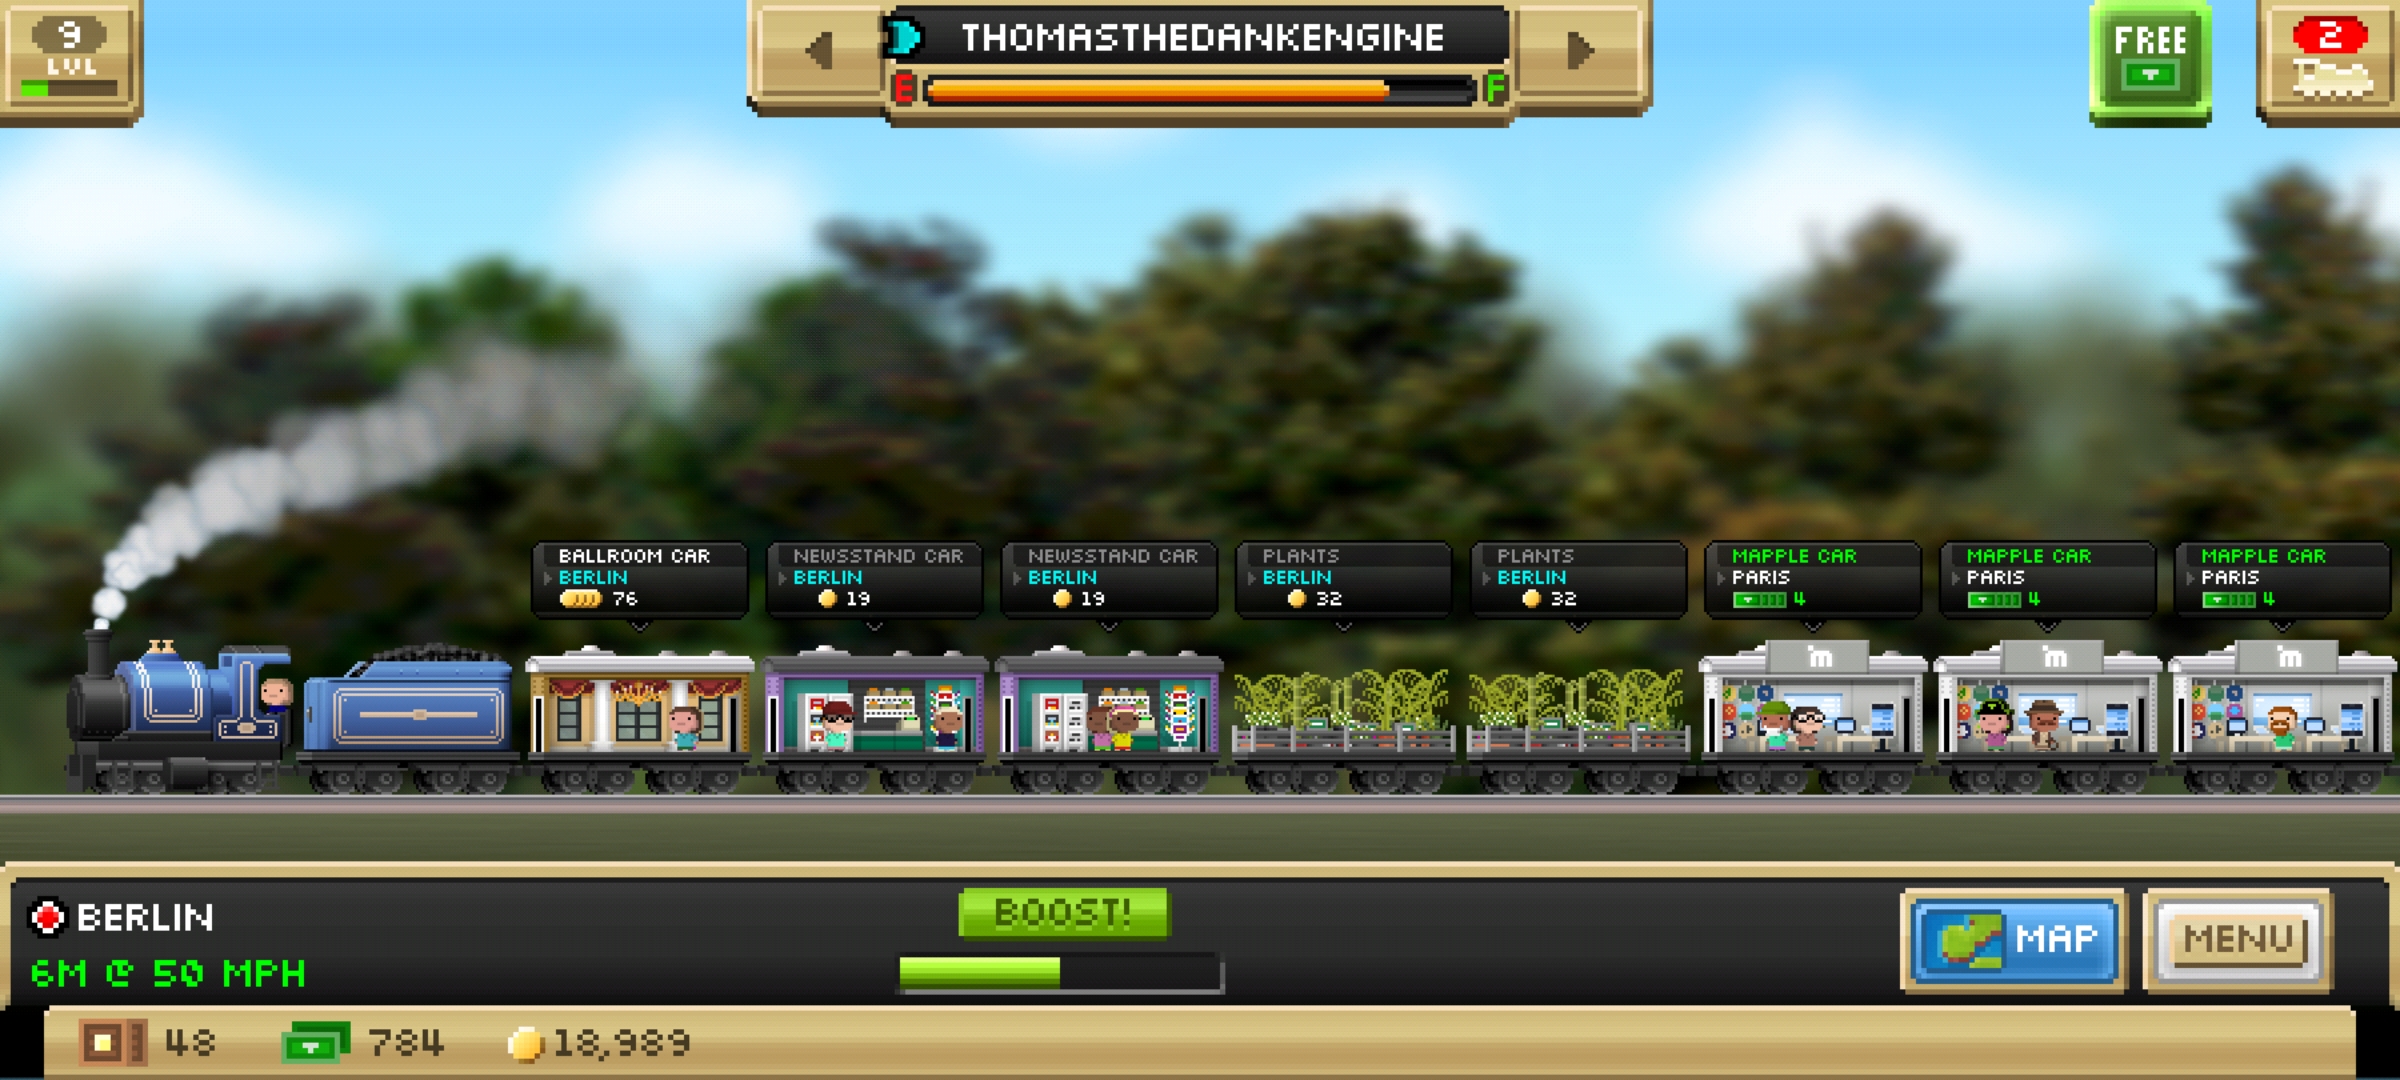 9
LVL
THOMASTHEDANKENGINE
E F
FREE
2
BALLROOM CAR
BERLIN
76
NEWSSTAND CAR
BERLIN
19
NEWSSTAND CAR
BERLIN
19
PLANTS
BERLIN
32
PLANTS
BERLIN
32
MAPPLE CAR
PARIS
4
MAPPLE CAR
PARIS
4
MAPPLE CAR
PARIS
4
m
m
m
BERLIN
6M @ 50 MPH
BOOST!
MAP
MENU
48
784
18,989